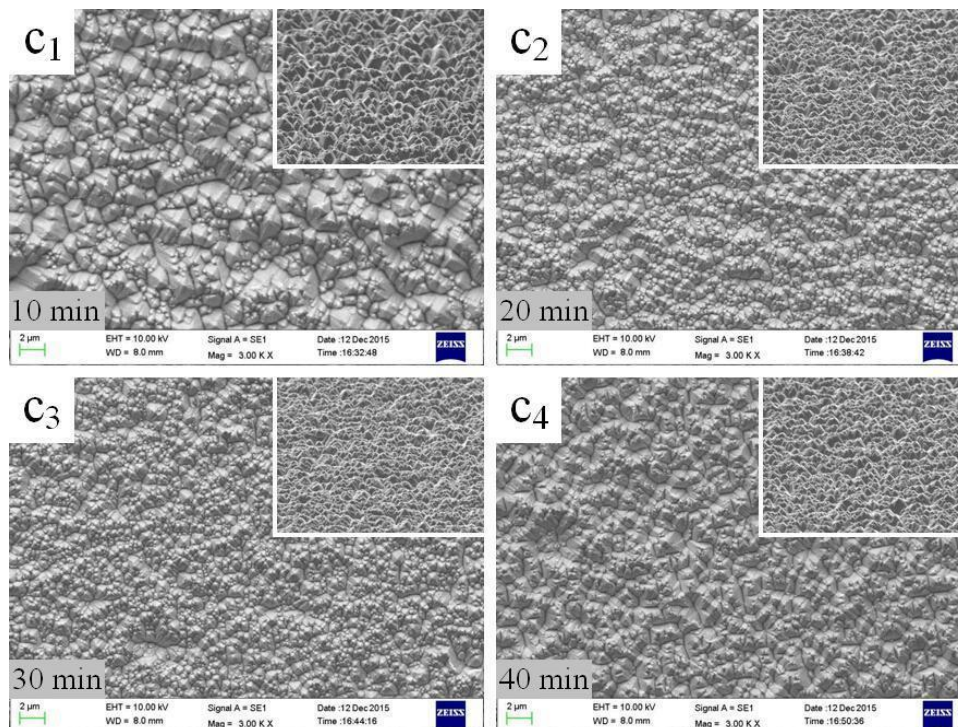 c1
10 min
2 µm
EHT = 10.00 kV
WD = 8.0 mm
Signal A = SE1
Mag = 3.00 K X
Date :12 Dec 2015
Time :16:32:48
ZEISS
c2
20 min
2 µm
EHT = 10.00 kV
WD = 8.0 mm
Signal A = SE1
Mag = 3.00 K X
Date :12 Dec 2015
Time :16:38:42
ZEISS
c3
30 min
2 µm
EHT = 10.00 kV
WD = 8.0 mm
Signal A = SE1
Mag = 3.00 K X
Date :12 Dec 2015
Time :16:44:16
ZEISS
c4
40 min
2 µm
EHT = 10.00 kV
WD = 8.0 mm
Signal A = SE1
Mag = 3.00 K X
Date :12 Dec 2015
Time :16:50:36
ZEISS